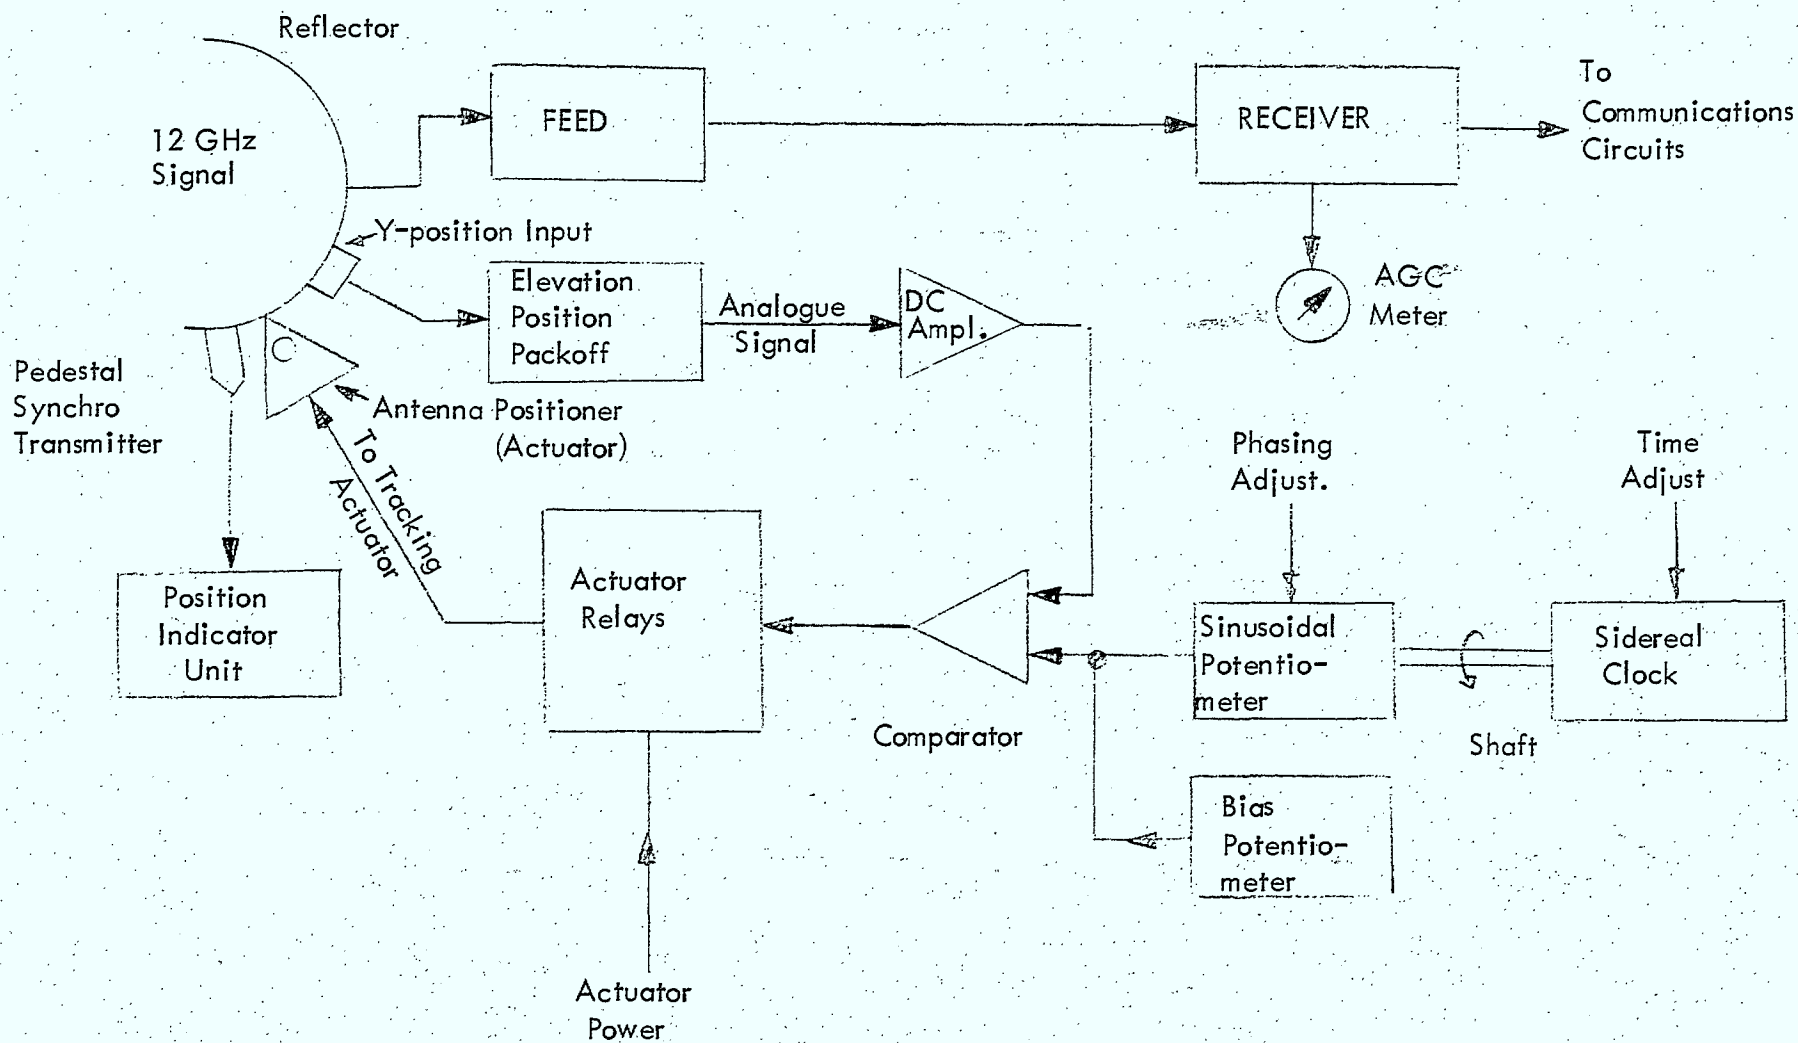 Reflector
12 GHz
Signal
FEED
RECEIVER
To
Communications
Circuits
Y-position Input
Elevation
Position
Packoff
Analogue
Signal
DC
Ampl.
AGC
Meter
C
Pedestal
Synchro
Transmitter
Antenna Positioner
(Actuator)
To Tracking
Actuator
Phasing
Adjust.
Time
Adjust
Position
Indicator
Unit
Actuator
Relays
Comparator
Sinusoidal
Potentio-
meter
Shaft
Sidereal
Clock
Bias
Potentio-
meter
Actuator
Power